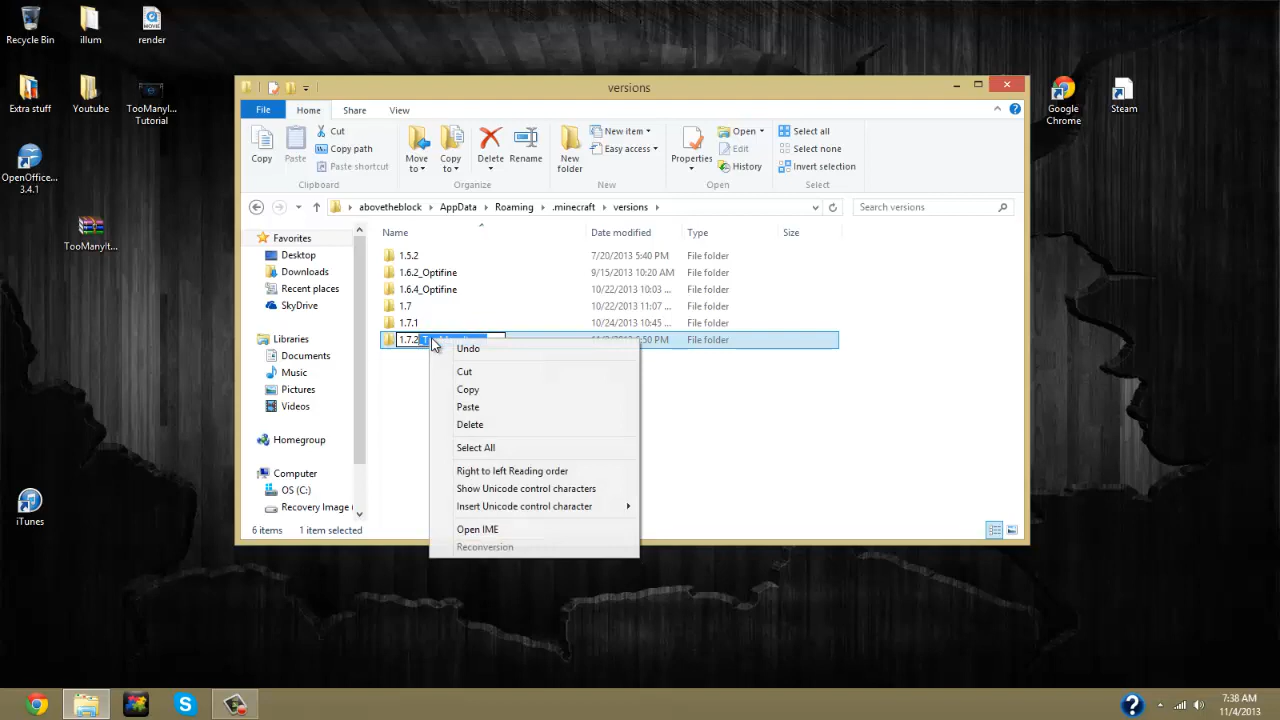 Recycle Bin
illum
render
Extra stuff
Youtube
TooManyI...
Tutorial
OpenOffice...
3.4.1
TooManyIt...
iTunes
Google
Chrome
Steam
versions
File
Home
Share
View
Copy
Paste
Cut
Copy path
Paste shortcut
Clipboard
Move
to
Copy
to
Delete
Rename
Organize
New
folder
New item
Easy access
New
Properties
Open
Edit
History
Open
Select all
Select none
Invert selection
Select
abovetheblock
AppData
Roaming
.minecraft
versions
Search versions
Favorites
Desktop
Downloads
Recent places
SkyDrive
Libraries
Documents
Music
Pictures
Videos
Homegroup
Computer
OS (C:)
Recovery Image (
Name
Date modified
Type
Size
1.5.2 7/20/2013 5:40 PM File folder
1.6.2_Optifine 9/15/2013 10:20 AM File folder
1.6.4_Optifine 10/22/2013 10:03 ... File folder
1.7 10/22/2013 11:07 ... File folder
1.7.1 10/24/2013 10:45 ... File folder
1.7.2 File folder
Undo
Cut
Copy
Paste
Delete
Select All
Right to left Reading order
Show Unicode control characters
Insert Unicode control character
Open IME
Reconversion
6 items
1 item selected
7:38 AM
11/4/2013